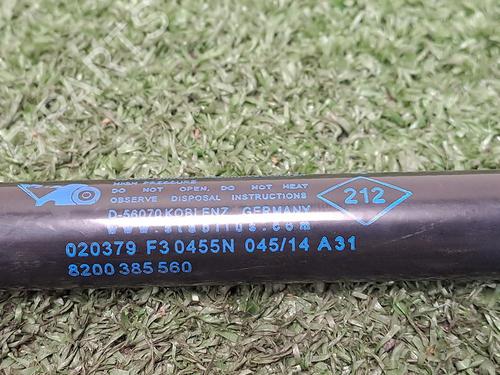 HIGH PRESSURE
DO NOT OPEN, DO NOT HEAT
OBSERVE DISPOSAL INSTRUCTIONS
D-56070 KOBLENZ GERMANY
www.stabilus.com
212
020379 F3 0455N 045/14 A31
8200 385 560
PARTS